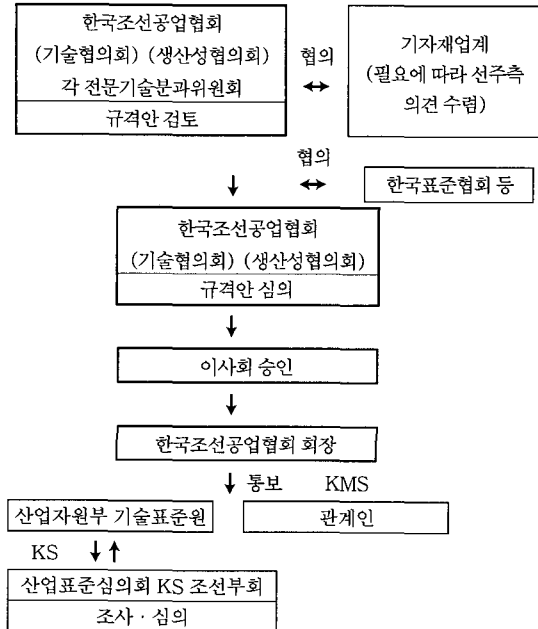 한국조선공업협회
(기술협의회) (생산성협의회)
각 전문기술분과위원회
규격안 검토
협의
↔
기자재업계
(필요에 따라 선주측
의견 수렴)
협의
↓ ↔
한국표준협회 등
한국조선공업협회
(기술협의회) (생산성협의회)
규격안 심의
↓
이사회 승인
↓
한국조선공업협회 회장
↓ 통보 KMS
산업자원부 기술표준원
관계인
KS ↓↑
산업표준심의회 KS 조선부회
조사 · 심의